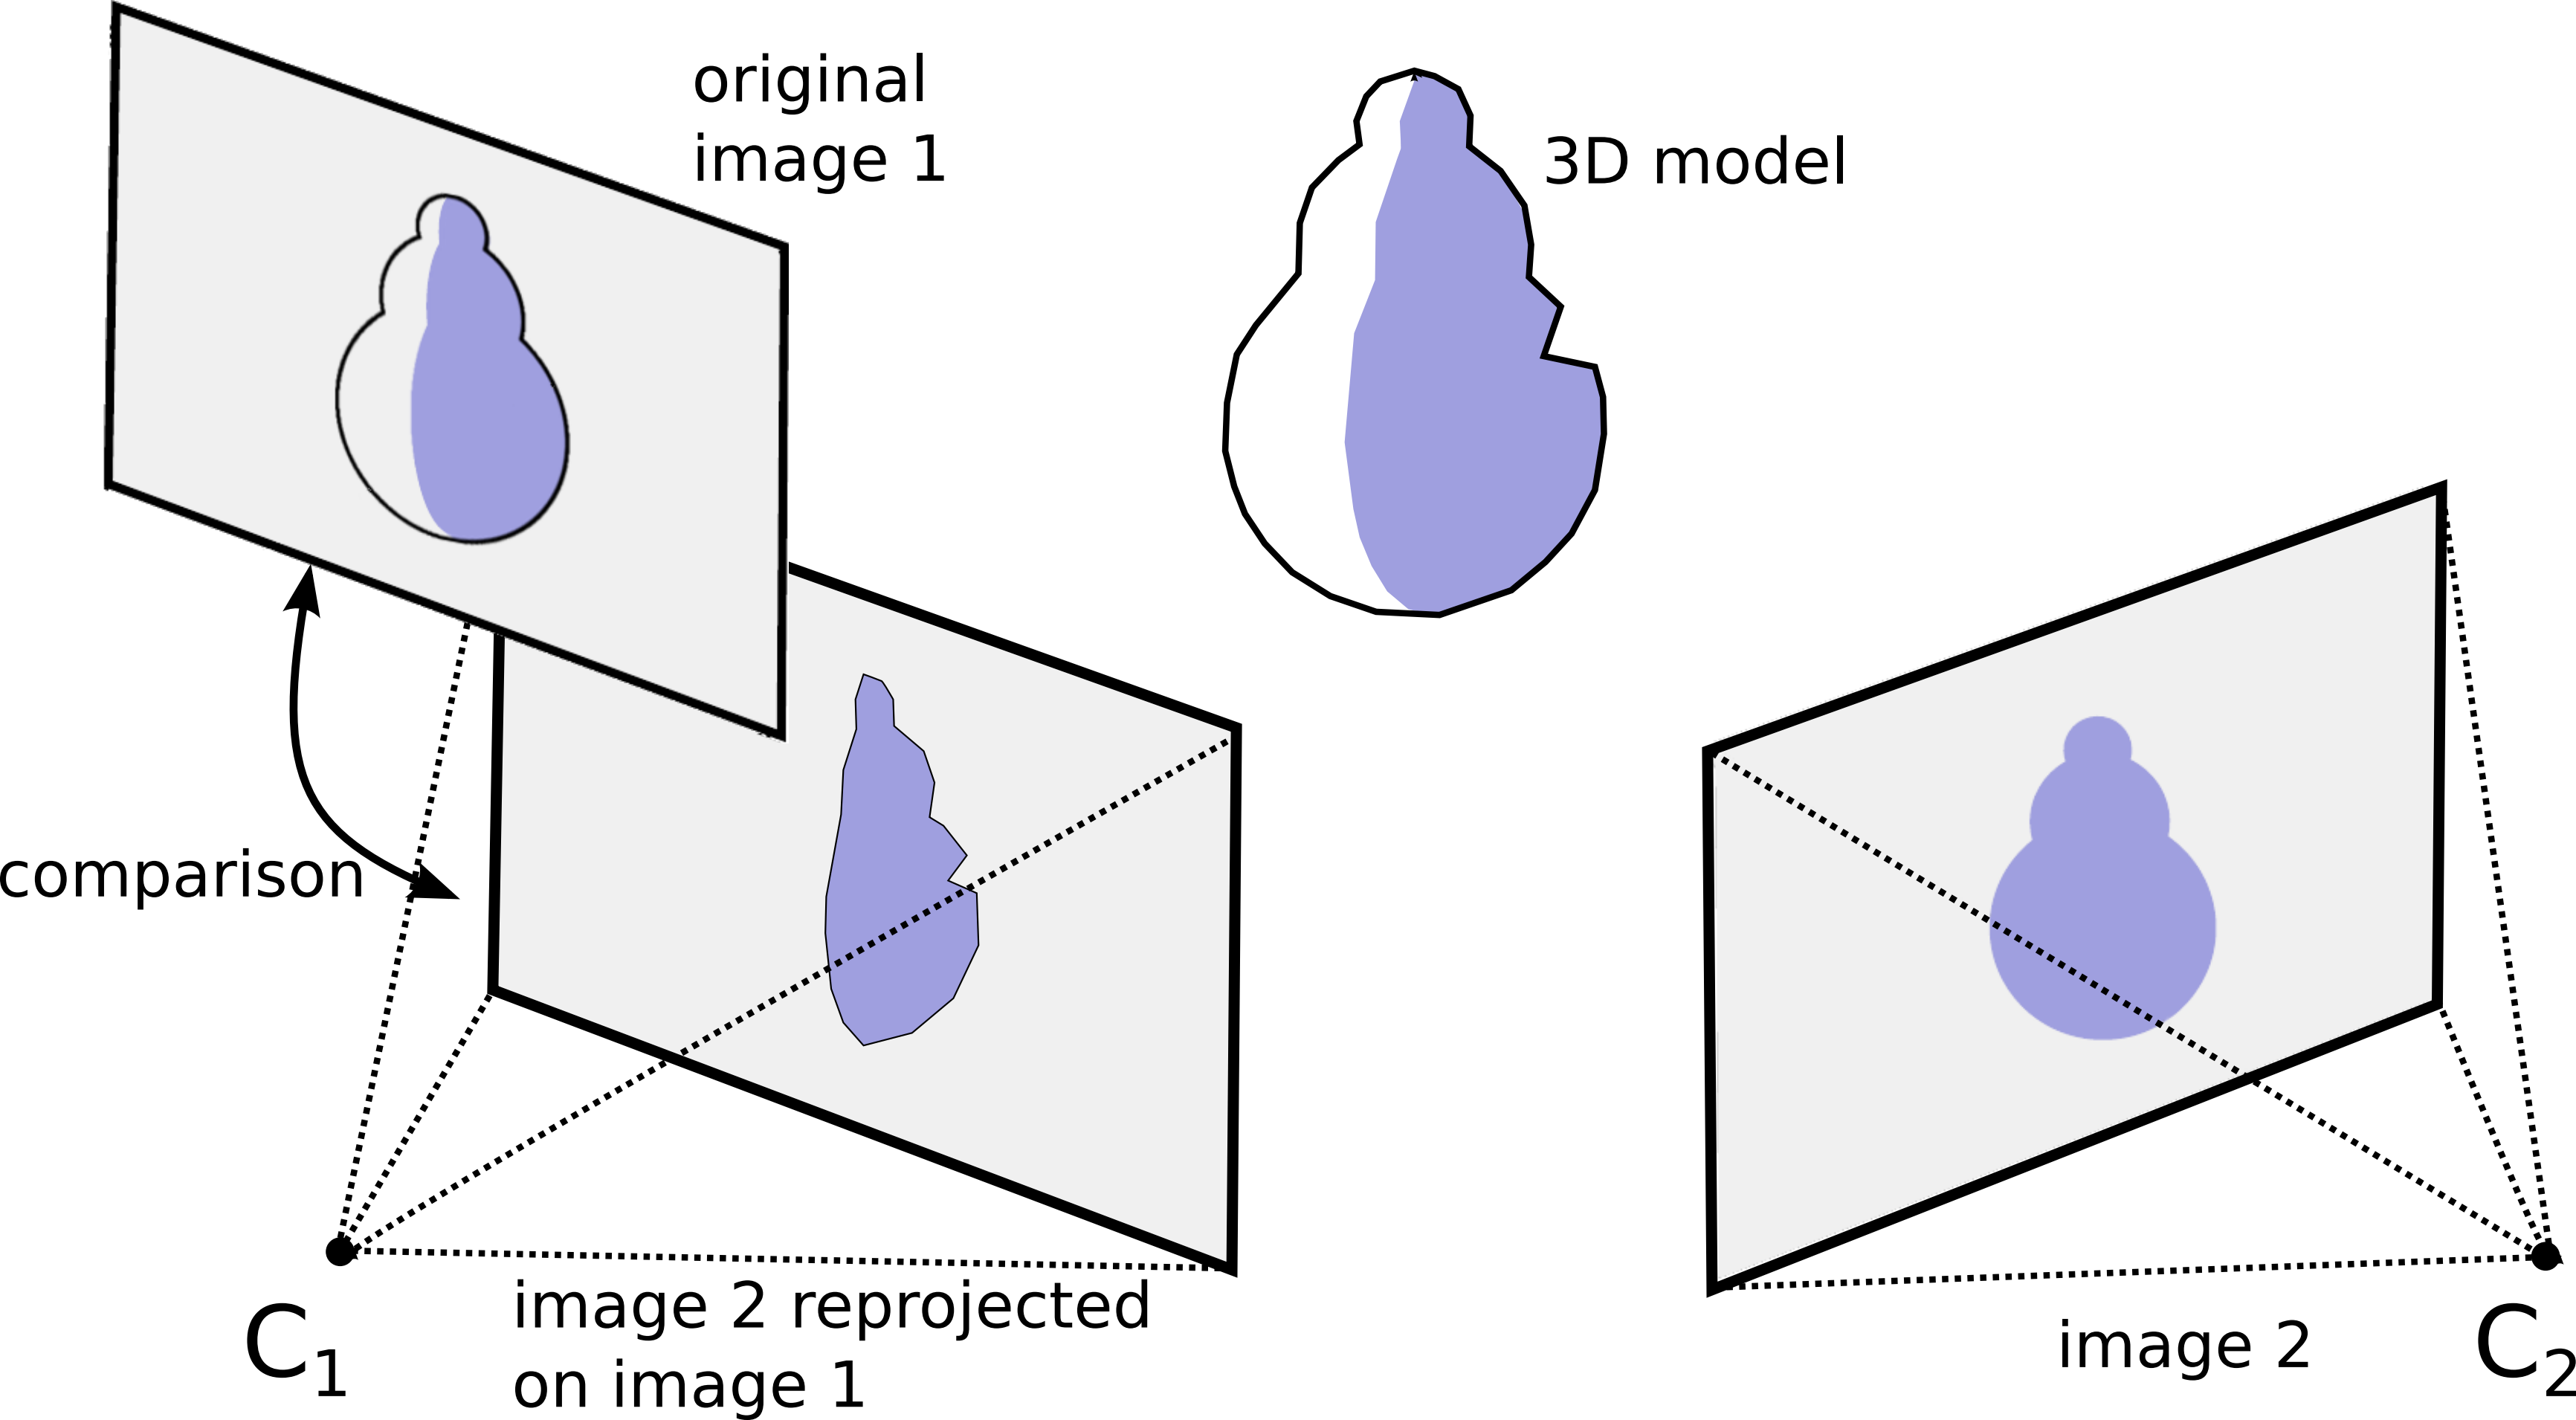 original
image 1
3D model
comparison
image 2 reprojected
on image 1
C1
image 2
C2